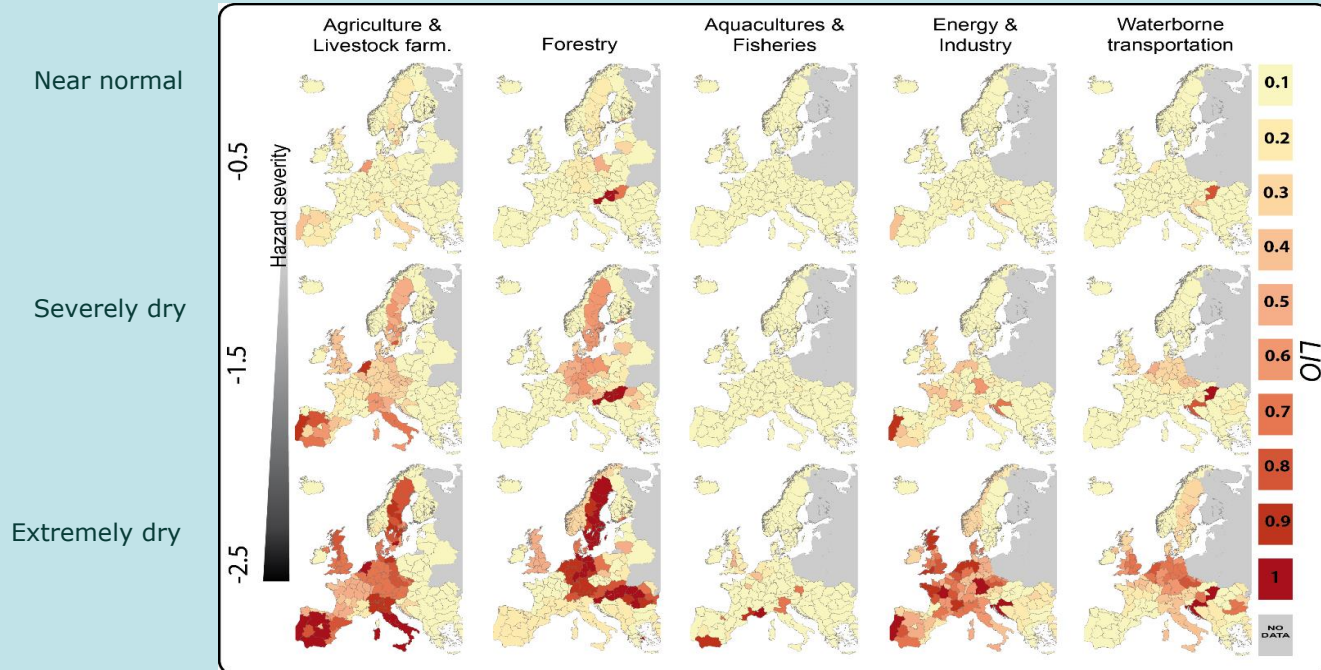 Agriculture &
Livestock farm.
Forestry
Aquacultures &
Fisheries
Energy &
Industry
Waterborne
transportation
Near normal
Severely dry
Extremely dry
Hazard severity
-0.5
-1.5
-2.5
0.1
0.2
0.3
0.4
0.5
0.6
0.7
0.8
0.9
1
NO
DATA
LIO